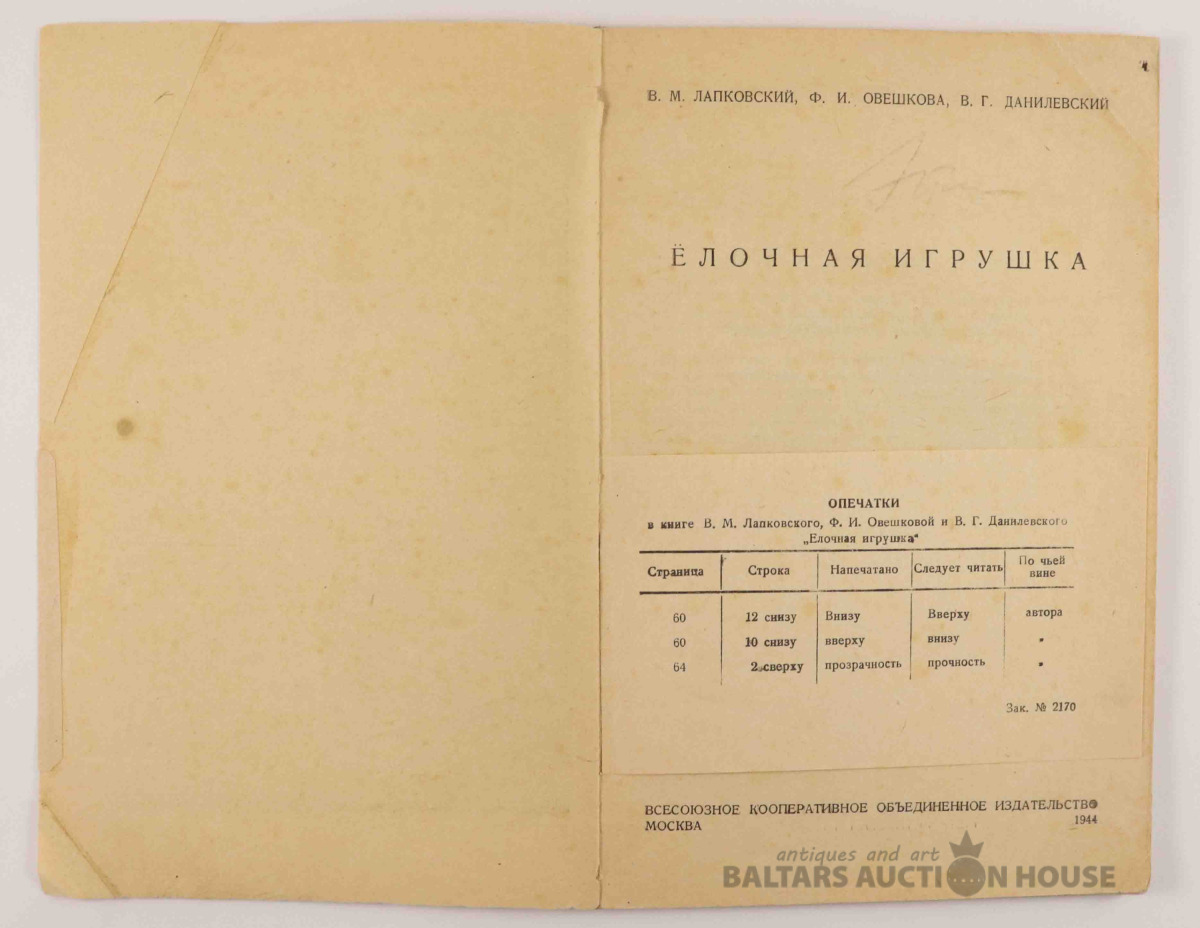 В. М. ЛАПКОВСКИЙ, Ф. И. ОВЕШКОВА, В. Г. ДАНИЛЕВСКИЙ
ЁЛОЧНАЯ ИГРУШКА
ОПЕЧАТКИ
в книге В. М. Лапковского, Ф. И. Овешковой и В. Г. Данилевского
„Елочная игрушка“
Страница Строка Напечатано Следует читать По чьей вине
60 12 снизу Внизу Вверху автора
60 10 снизу вверху внизу "
64 2 сверху прозрачность прочность "
Зак. № 2170
ВСЕСОЮЗНОЕ КООПЕРАТИВНОЕ ОБЪЕДИНЕННОЕ ИЗДАТЕЛЬСТВО
МОСКВА 1944
antiques and art
BALTARS AUCTION HOUSE